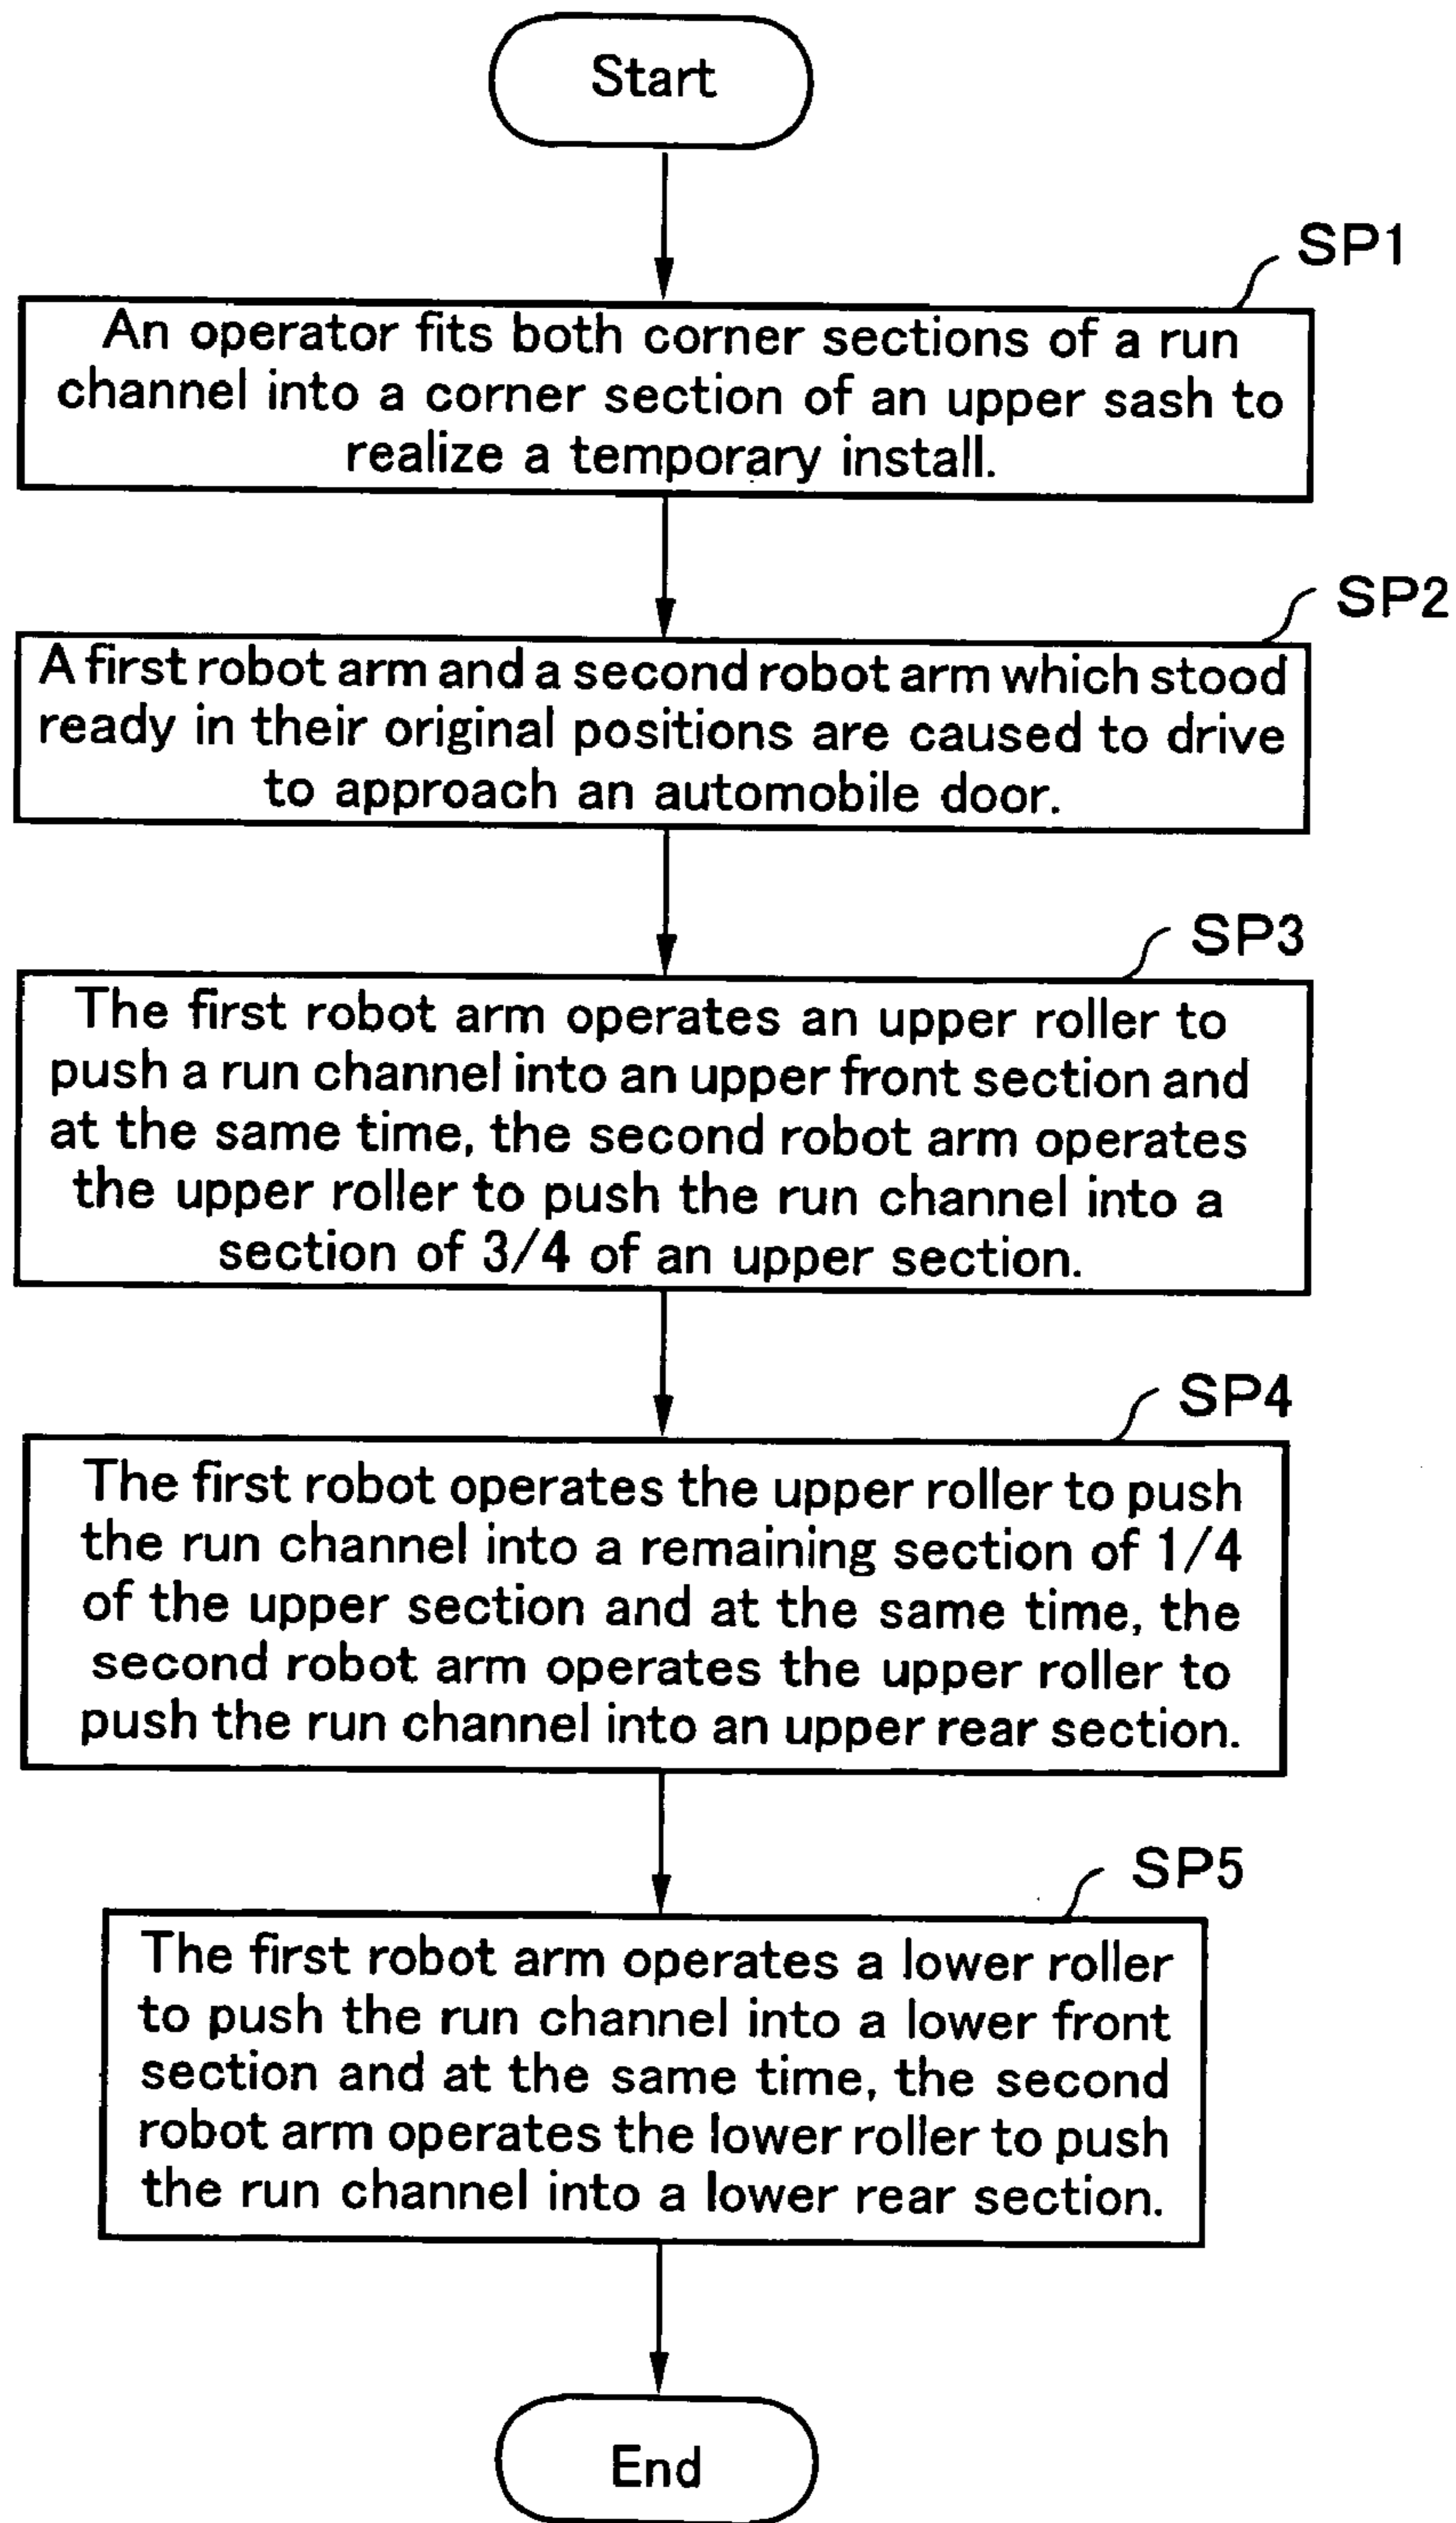 Start
SP1
An operator fits both corner sections of a run
channel into a corner section of an upper sash to
realize a temporary install.
SP2
A first robot arm and a second robot arm which stood
ready in their original positions are caused to drive
to approach an automobile door.
SP3
The first robot arm operates an upper roller to
push a run channel into an upper front section and
at the same time, the second robot arm operates
the upper roller to push the run channel into a
section of 3/4 of an upper section.
SP4
The first robot operates the upper roller to push
the run channel into a remaining section of 1/4
of the upper section and at the same time, the
second robot arm operates the upper roller to
push the run channel into an upper rear section.
SP5
The first robot arm operates a lower roller
to push the run channel into a lower front
section and at the same time, the second
robot arm operates the lower roller to push
the run channel into a lower rear section.
End